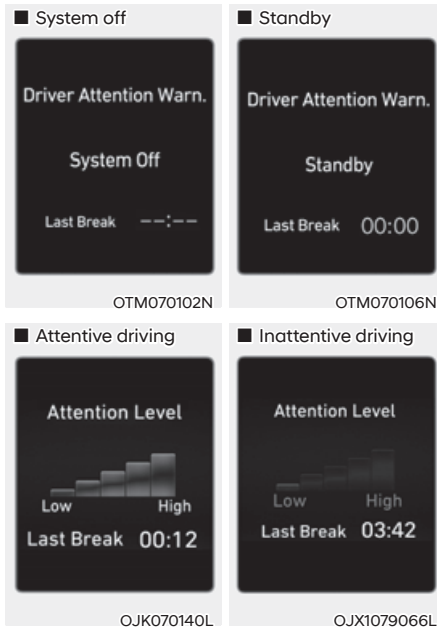 ■ System off
Driver Attention Warn.
System Off
Last Break --:--
OTM070102N
■ Standby
Driver Attention Warn.
Standby
Last Break 00:00
OTM070106N
■ Attentive driving
Attention Level
Low High
Last Break 00:12
OJK070140L
■ Inattentive driving
Attention Level
Low High
Last Break 03:42
OJX1079066L